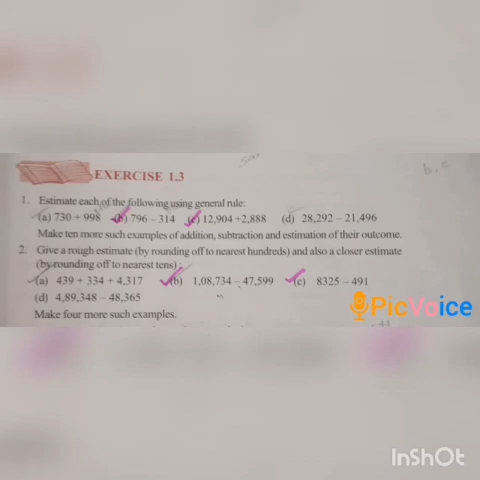 b, c
EXERCISE 1.3
1. Estimate each of the following using general rule:
(a) 730 + 998 (b) 796 – 314 (c) 12,904 +2,888 (d) 28,292 – 21,496
Make ten more such examples of addition, subtraction and estimation of their outcome.
2. Give a rough estimate (by rounding off to nearest hundreds) and also a closer estimate
(by rounding off to nearest tens) :
(a) 439 + 334 + 4,317 (b) 1,08,734 – 47,599 (c) 8325 – 491
(d) 4,89,348 – 48,365
Make four more such examples.
PicVoice
InShOt